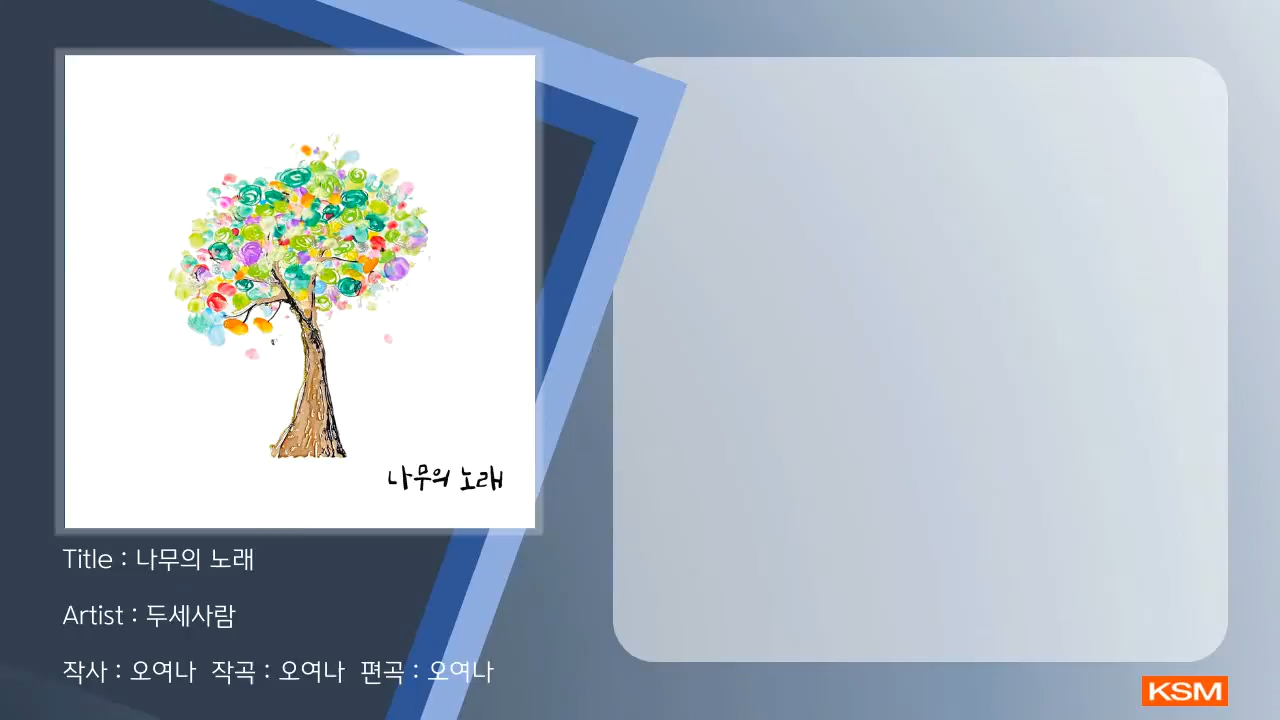 나무의 노래
Title : 나무의 노래
Artist : 두세사람
작사 : 오여나 작곡 : 오여나 편곡 : 오여나
KSM